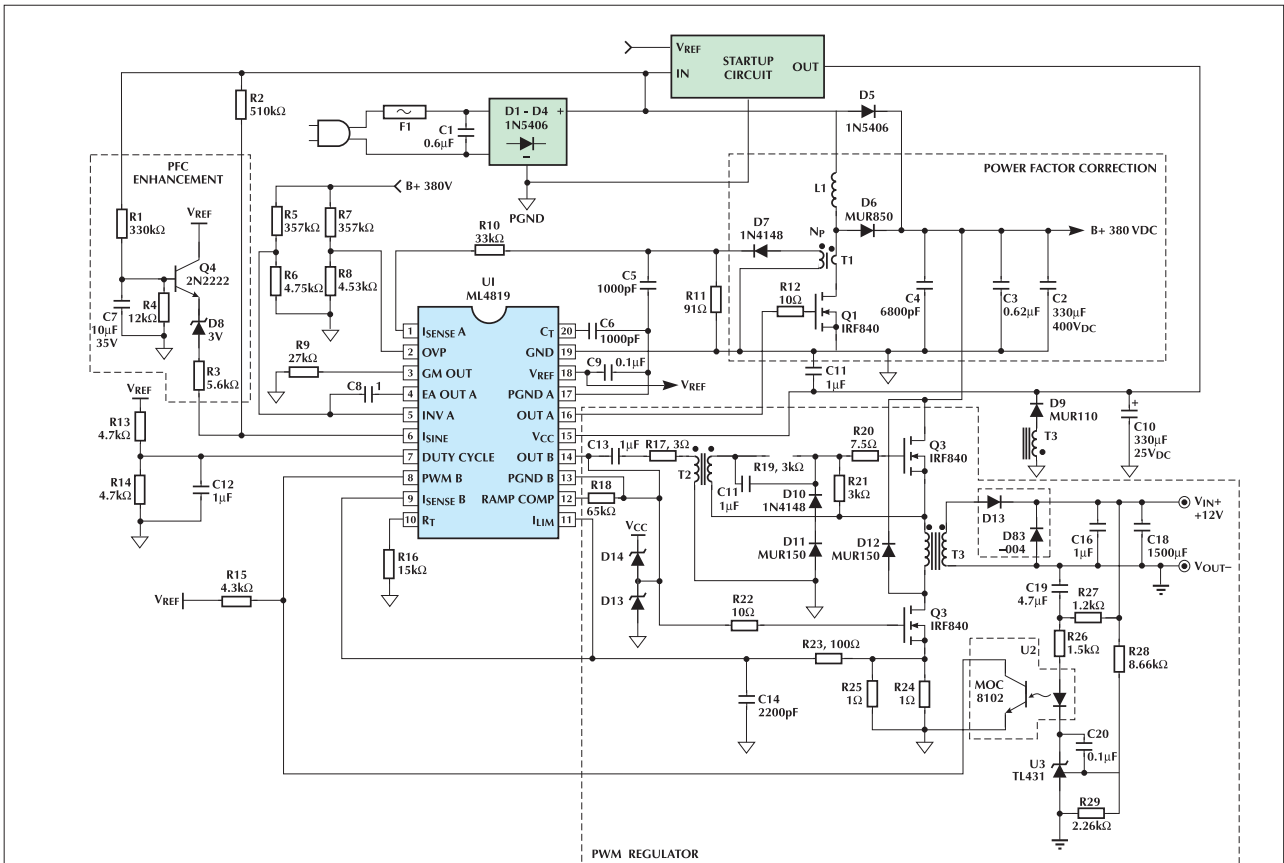 VREF
IN
STARTUP
CIRCUIT
OUT
R2
510kΩ
F1
C1
0.6µF
D1 - D4
1N5406
+
–
PGND
D5
1N5406
PFC
ENHANCEMENT
R1
330kΩ
VREF
Q4
2N2222
C7
10µF
35V
R4
12kΩ
D8
3V
R3
5.6kΩ
B+ 380V
R5
357kΩ
R7
357kΩ
R6
4.75kΩ
R8
4.53kΩ
R10
33kΩ
POWER FACTOR CORRECTION
L1
D6
MUR850
D7
1N4148
NP
T1
B+ 380 VDC
C5
1000pF
R11
91Ω
R12
10Ω
Q1
IRF840
C4
6800pF
C3
0.62µF
C2
330µF
400VDC
UI
ML4819
1 ISENSE A
2 OVP
3 GM OUT
4 EA OUT A
5 INV A
6 ISINE
7 DUTY CYCLE
8 PWM B
9 ISENSE B
10 RT
CT 20
GND 19
VREF 18
PGND A 17
OUT A 16
VCC 15
OUT B 14
PGND B 13
RAMP COMP 12
ILIM 11
C6
1000pF
C9 0.1µF
VREF
R9
27kΩ
C8 1
C11
1µF
VREF
R13
4.7kΩ
R14
4.7kΩ
C12
1µF
R16
15kΩ
VREF
R15
4.3kΩ
D9
MUR110
T3
+
C10
330µF
25VDC
C13 1µF
R17, 3Ω
T2
R18
65kΩ
C11
1µF
R19, 3kΩ
D10
1N4148
R21
3kΩ
R20
7.5Ω
Q3
IRF840
D11
MUR150
D12
MUR150
T3
D13
D83
–004
C16
1µF
C18
1500µF
VIN+
+12V
VOUT–
VCC
D14
D13
R22
10Ω
Q3
IRF840
R23, 100Ω
C14
2200pF
R25
1Ω
R24
1Ω
C19
4.7µF
R27
1.2kΩ
R26
1.5kΩ
R28
8.66kΩ
U2
MOC
8102
C20
0.1µF
U3
TL431
R29
2.26kΩ
PWM REGULATOR